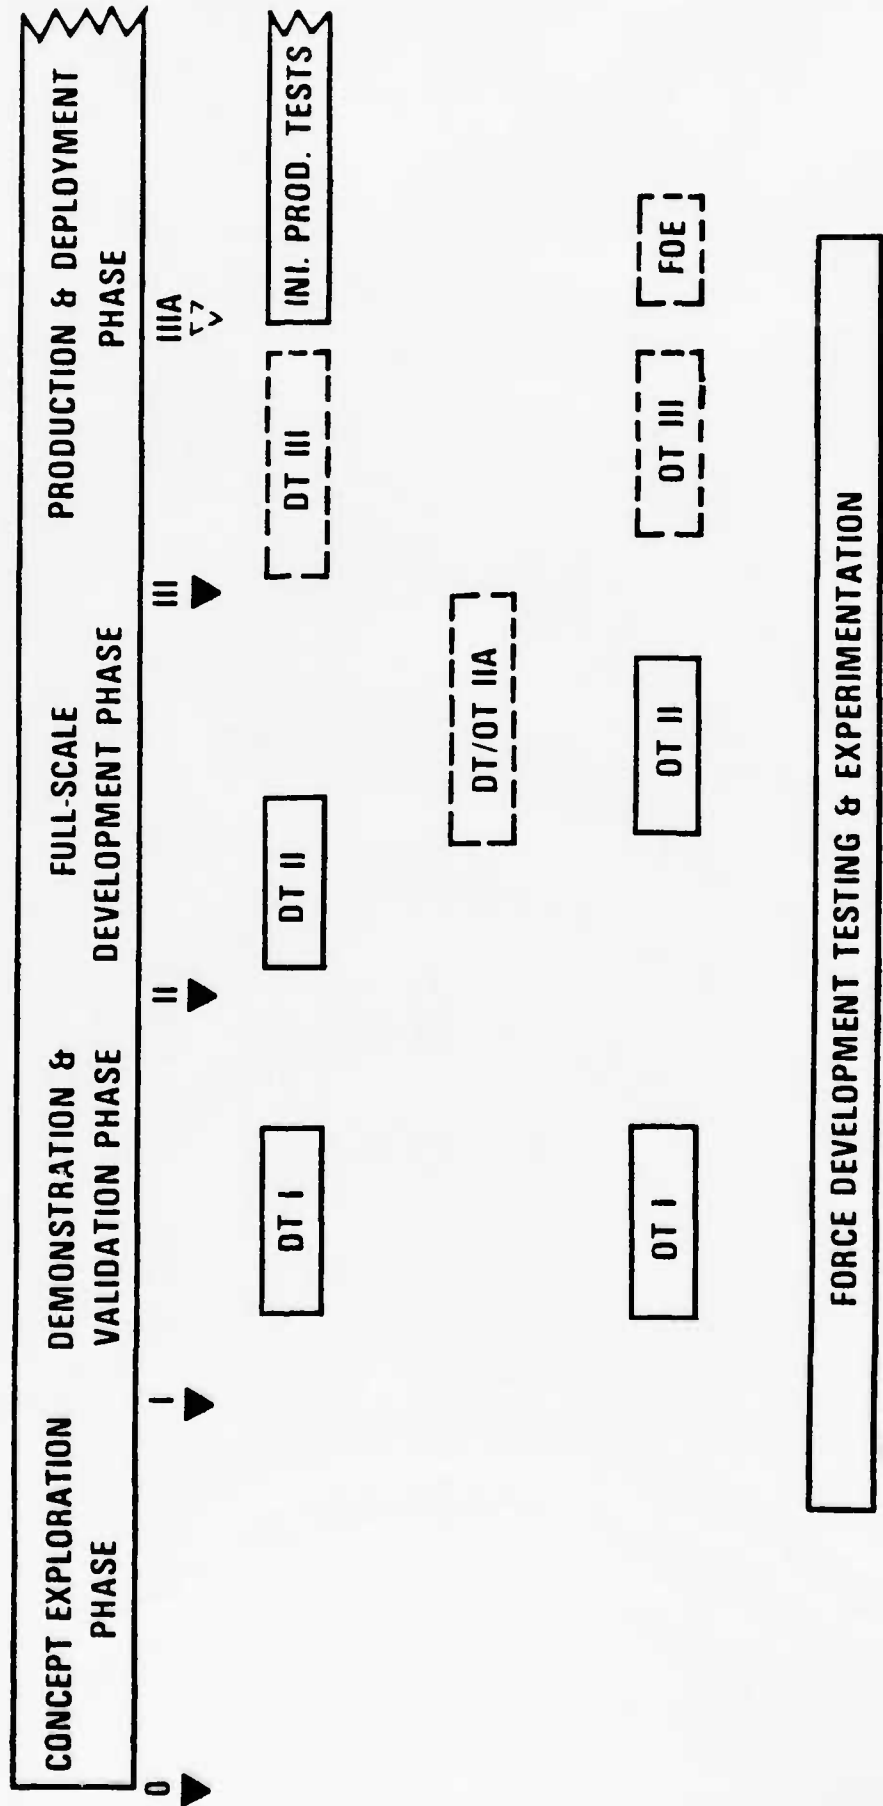 CONCEPT EXPLORATION
PHASE
DEMONSTRATION &
VALIDATION PHASE
FULL-SCALE
DEVELOPMENT PHASE
PRODUCTION & DEPLOYMENT
PHASE
0
I
II
III
IIIA
DT I
DT II
DT III
INI. PROD. TESTS
DT/OT IIA
OT I
OT II
OT III
FOE
FORCE DEVELOPMENT TESTING & EXPERIMENTATION